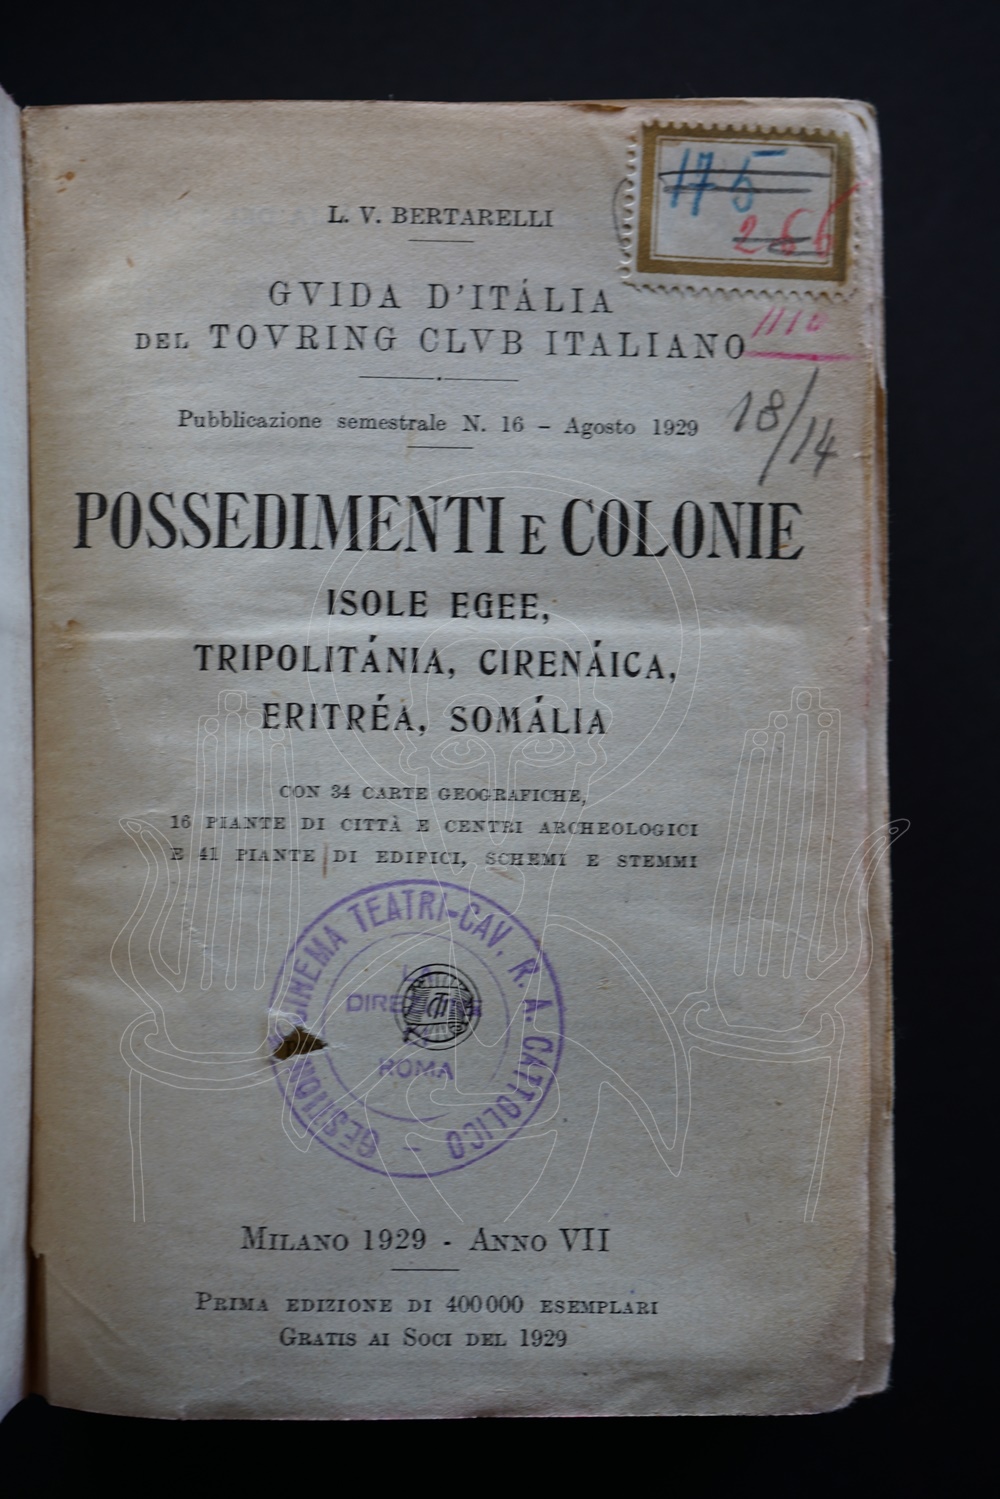 L. V. BERTARELLI
175
266
GVIDA D'ITÁLIA
DEL TOVRING CLVB ITALIANO
Pubblicazione semestrale N. 16 – Agosto 1929
18/14
POSSEDIMENTI E COLONIE
ISOLE EGEE,
TRIPOLITÁNIA, CIRENÁICA,
ERITRÉA, SOMÁLIA
CON 34 CARTE GEOGRAFICHE,
16 PIANTE DI CITTÀ E CENTRI ARCHEOLOGICI
E 41 PIANTE DI EDIFICI, SCHEMI E STEMMI
CINEMA TEATRI-CAV. R. A. CATTOLICO -
ROMA
MILANO 1929 - ANNO VII
PRIMA EDIZIONE DI 400000 ESEMPLARI
GRATIS AI SOCI DEL 1929